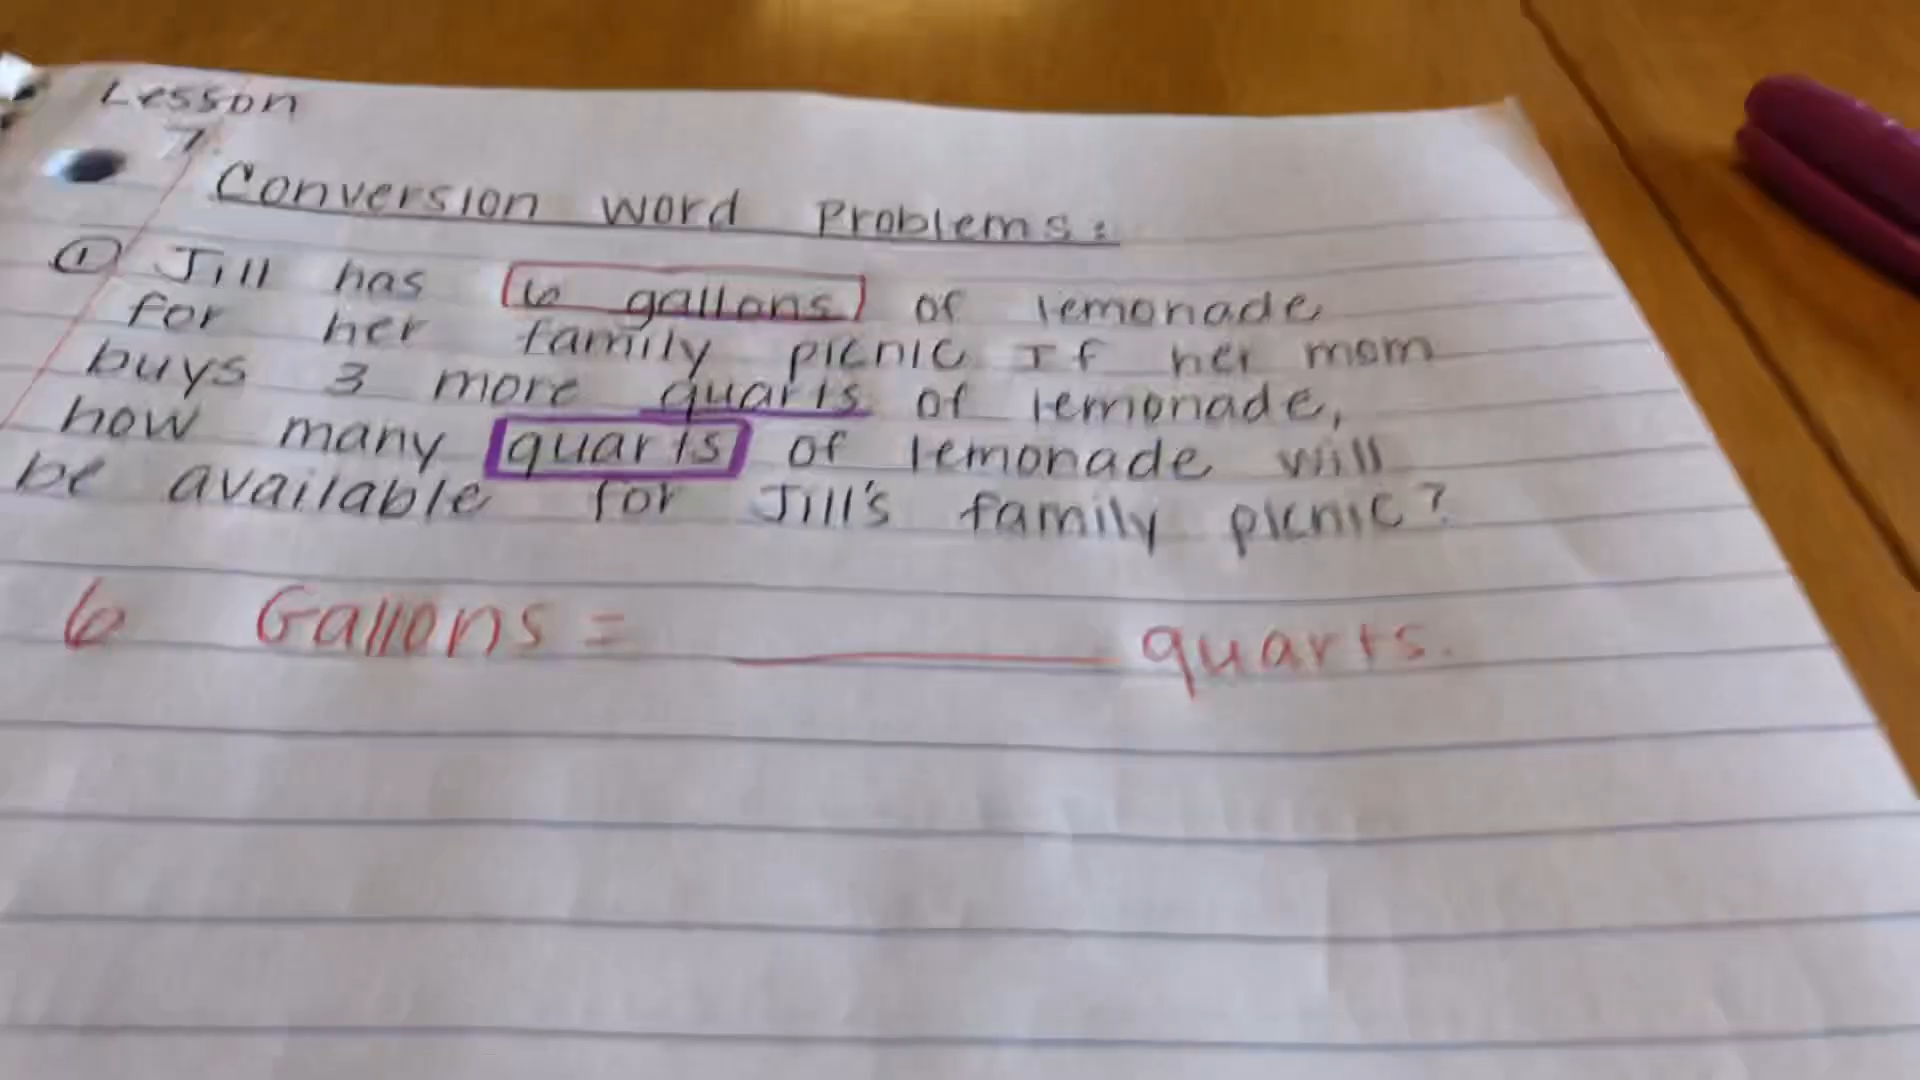 Lesson
7.
Conversion word Problems:
① Jill has 6 gallons of lemonade
for her family picnic If her mom
buys 3 more quarts of lemonade,
how many quarts of lemonade will
be available for Jill's family picnic?
6 Gallons = ________ quarts.